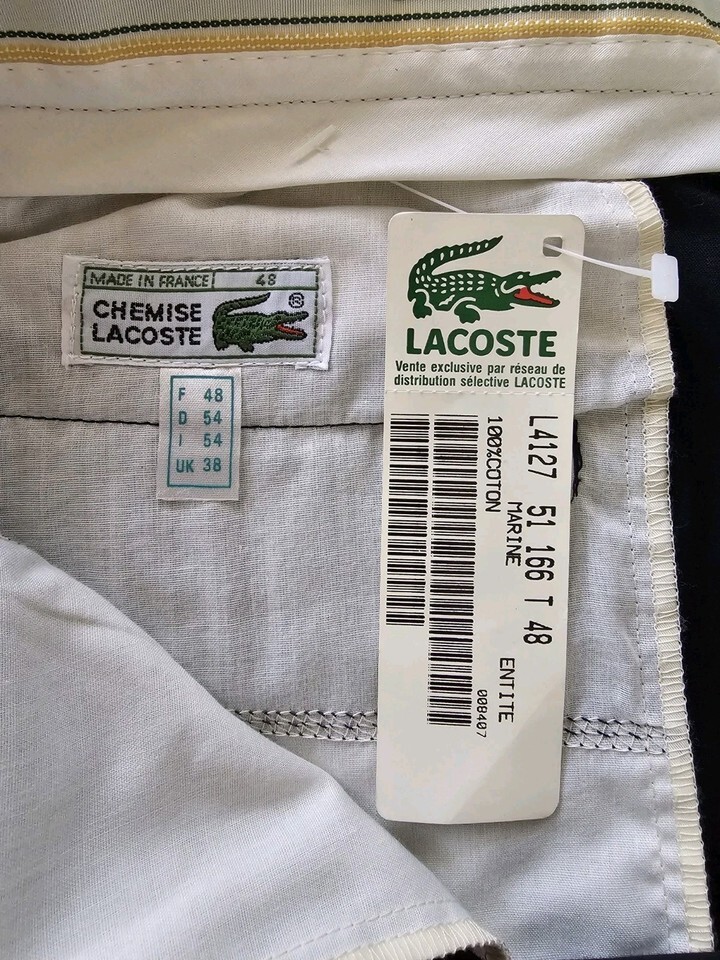 MADE IN FRANCE 48
CHEMISE
LACOSTE
®
F 48
D 54
I 54
UK 38
LACOSTE
Vente exclusive par réseau de
distribution sélective LACOSTE
L4127 51 166 T 48
MARINE ENTITE
100%COTON 008407